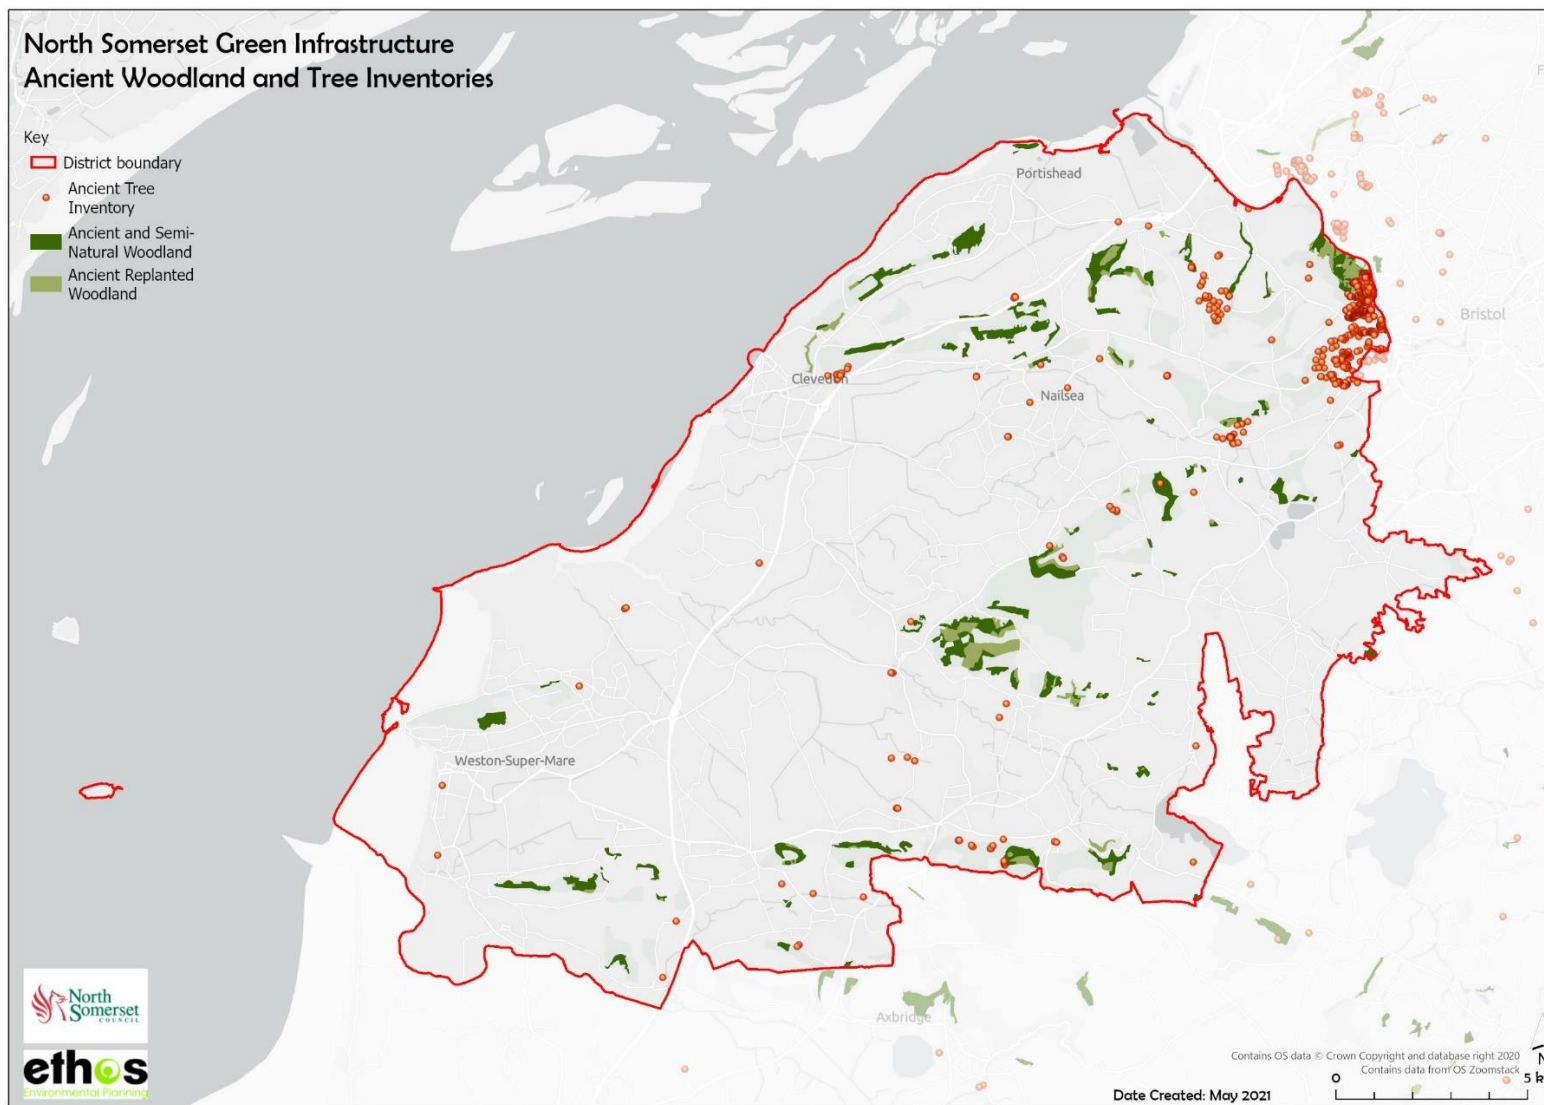 North Somerset Green Infrastructure
Ancient Woodland and Tree Inventories
Key
District boundary
Ancient Tree
Inventory
Ancient and Semi-
Natural Woodland
Ancient Replanted
Woodland
Portishead
Bristol
Clevedon
Nailsea
Weston-Super-Mare
Axbridge
North
Somerset
COUNCIL
ethos
Environmental Planning
Contains OS data © Crown Copyright and database right 2020
Contains data from OS Zoomstack
N
0
5 k
Date Created: May 2021